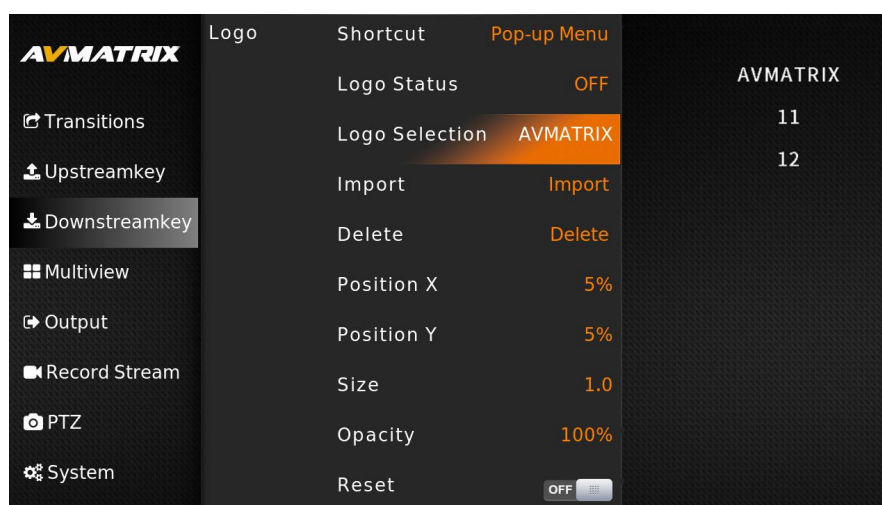 AVMATRIX
Transitions
Upstreamkey
Downstreamkey
Multiview
Output
Record Stream
PTZ
System
Logo
Shortcut Pop-up Menu
Logo Status OFF
Logo Selection AVMATRIX
Import Import
Delete Delete
Position X 5%
Position Y 5%
Size 1.0
Opacity 100%
Reset OFF
AVMATRIX
11
12